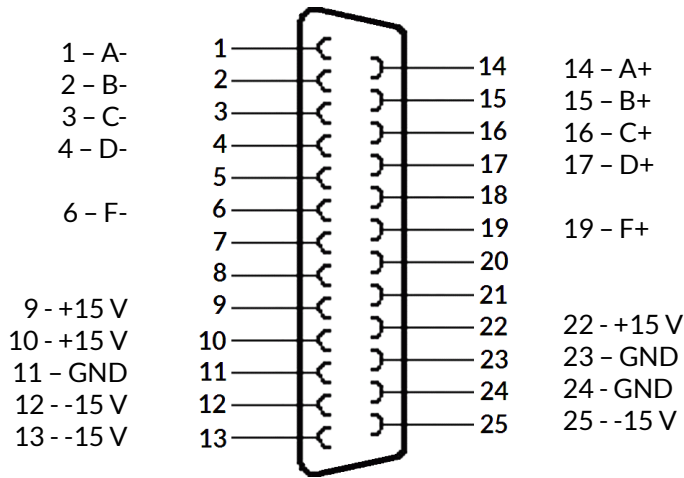 1 – A-
2 – B-
3 – C-
4 – D-
6 – F-
9 - +15 V
10 - +15 V
11 – GND
12 - -15 V
13 - -15 V
1
2
3
4
5
6
7
8
9
10
11
12
13
14
15
16
17
18
19
20
21
22
23
24
25
14 – A+
15 – B+
16 – C+
17 – D+
19 – F+
22 - +15 V
23 – GND
24 - GND
25 - -15 V